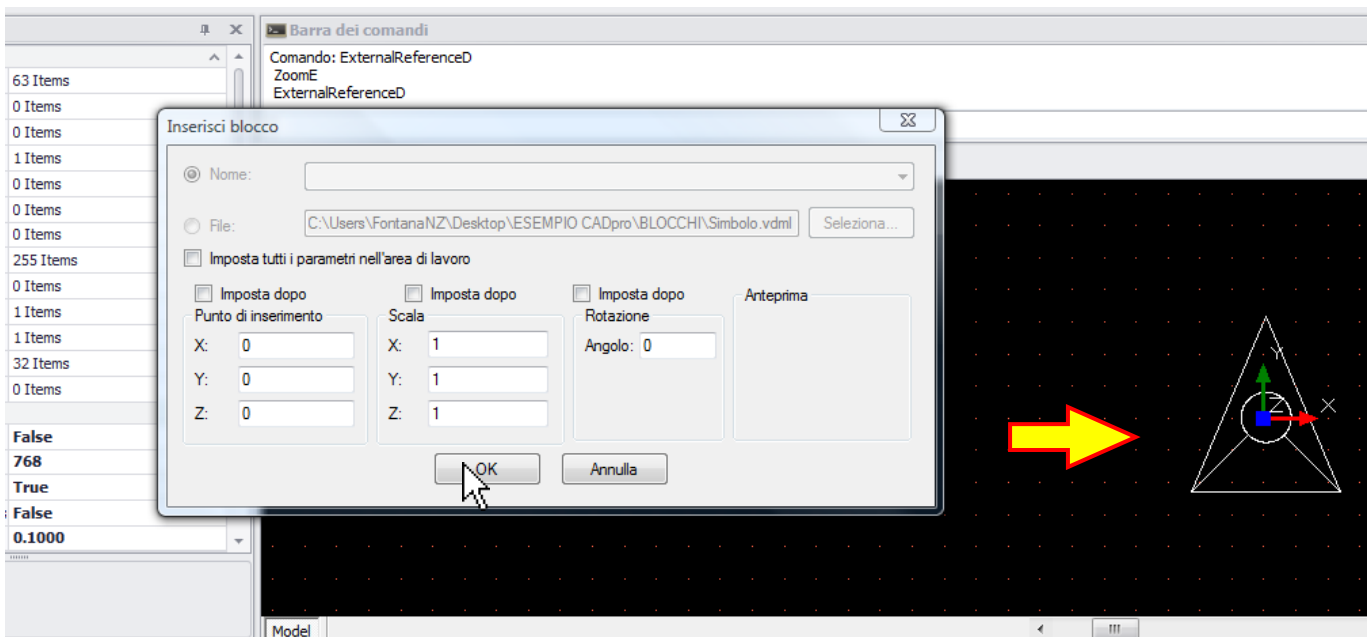 Barra dei comandi
Comando: ExternalReferenceD
ZoomE
ExternalReferenceD
63 Items
0 Items
0 Items
1 Items
0 Items
0 Items
0 Items
255 Items
0 Items
1 Items
1 Items
32 Items
0 Items
False
768
True
False
0.1000
Inserisci blocco
Nome:
File: C:\Users\FontanaNZ\Desktop\ESEMPIO CADpro\BLOCCHI\Simbolo.vdml Seleziona...
Imposta tutti i parametri nell'area di lavoro
Imposta dopo Imposta dopo Imposta dopo Anteprima
Punto di inserimento Scala Rotazione
X: 0 X: 1 Angolo: 0
Y: 0 Y: 1
Z: 0 Z: 1
OK Annulla
Y
Z X
Model